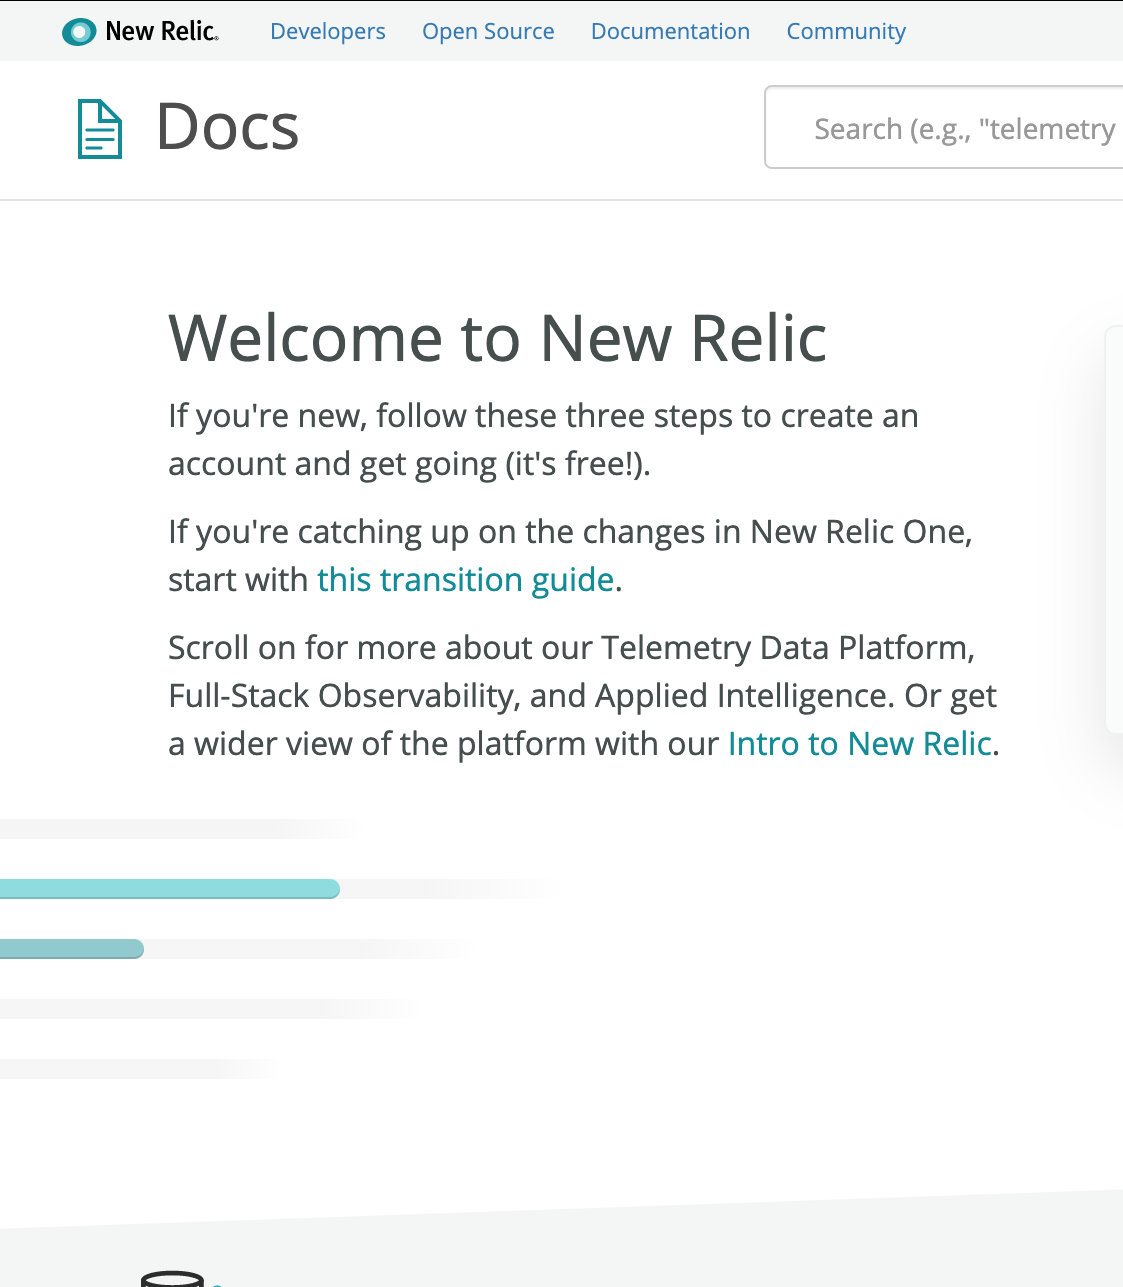 New Relic.
Developers
Open Source
Documentation
Community
Docs
Search (e.g., "telemetry
Welcome to New Relic
If you're new, follow these three steps to create an
account and get going (it's free!).
If you're catching up on the changes in New Relic One,
start with this transition guide.
Scroll on for more about our Telemetry Data Platform,
Full-Stack Observability, and Applied Intelligence. Or get
a wider view of the platform with our Intro to New Relic.